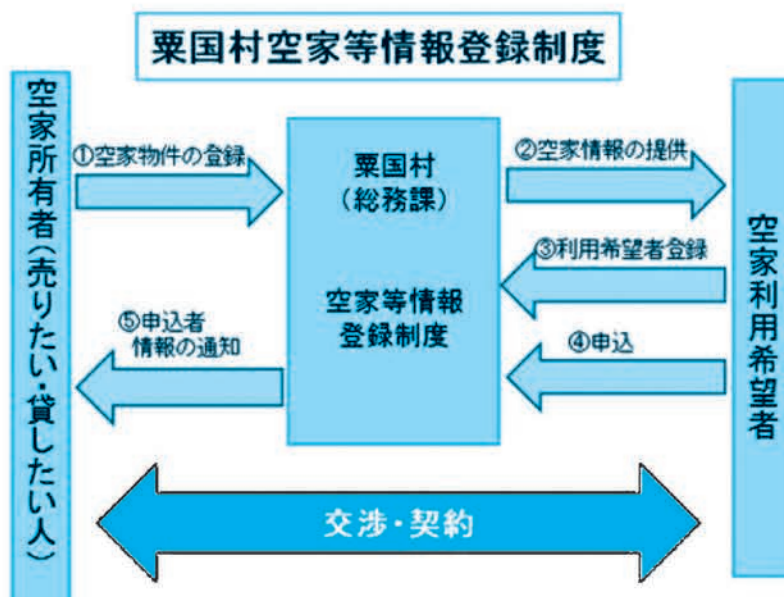 粟国村空家等情報登録制度
空家所有者(売りたい・貸したい人)
①空家物件の登録
粟国村
(総務課)
空家等情報
登録制度
②空家情報の提供
③利用希望者登録
④申込
⑤申込者
情報の通知
空家利用希望者
交渉・契約